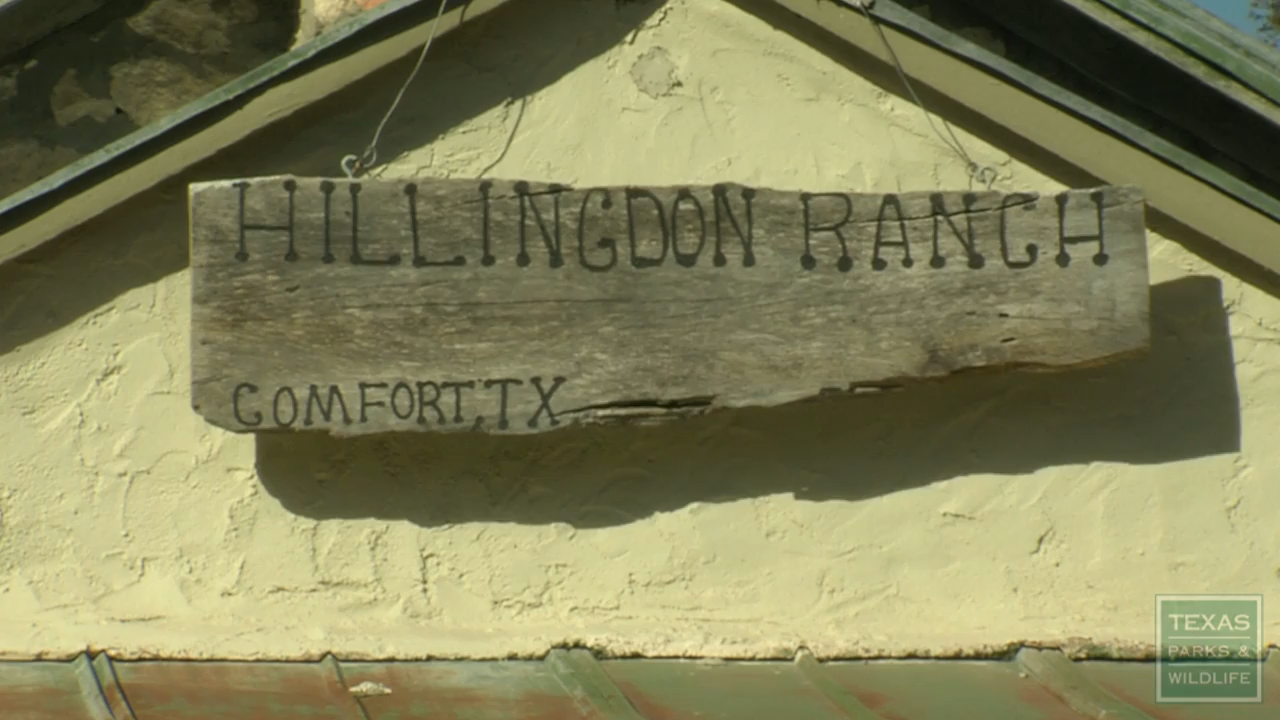 HILLINGDON RANCH
COMFORT, TX
TEXAS
PARKS &
WILDLIFE